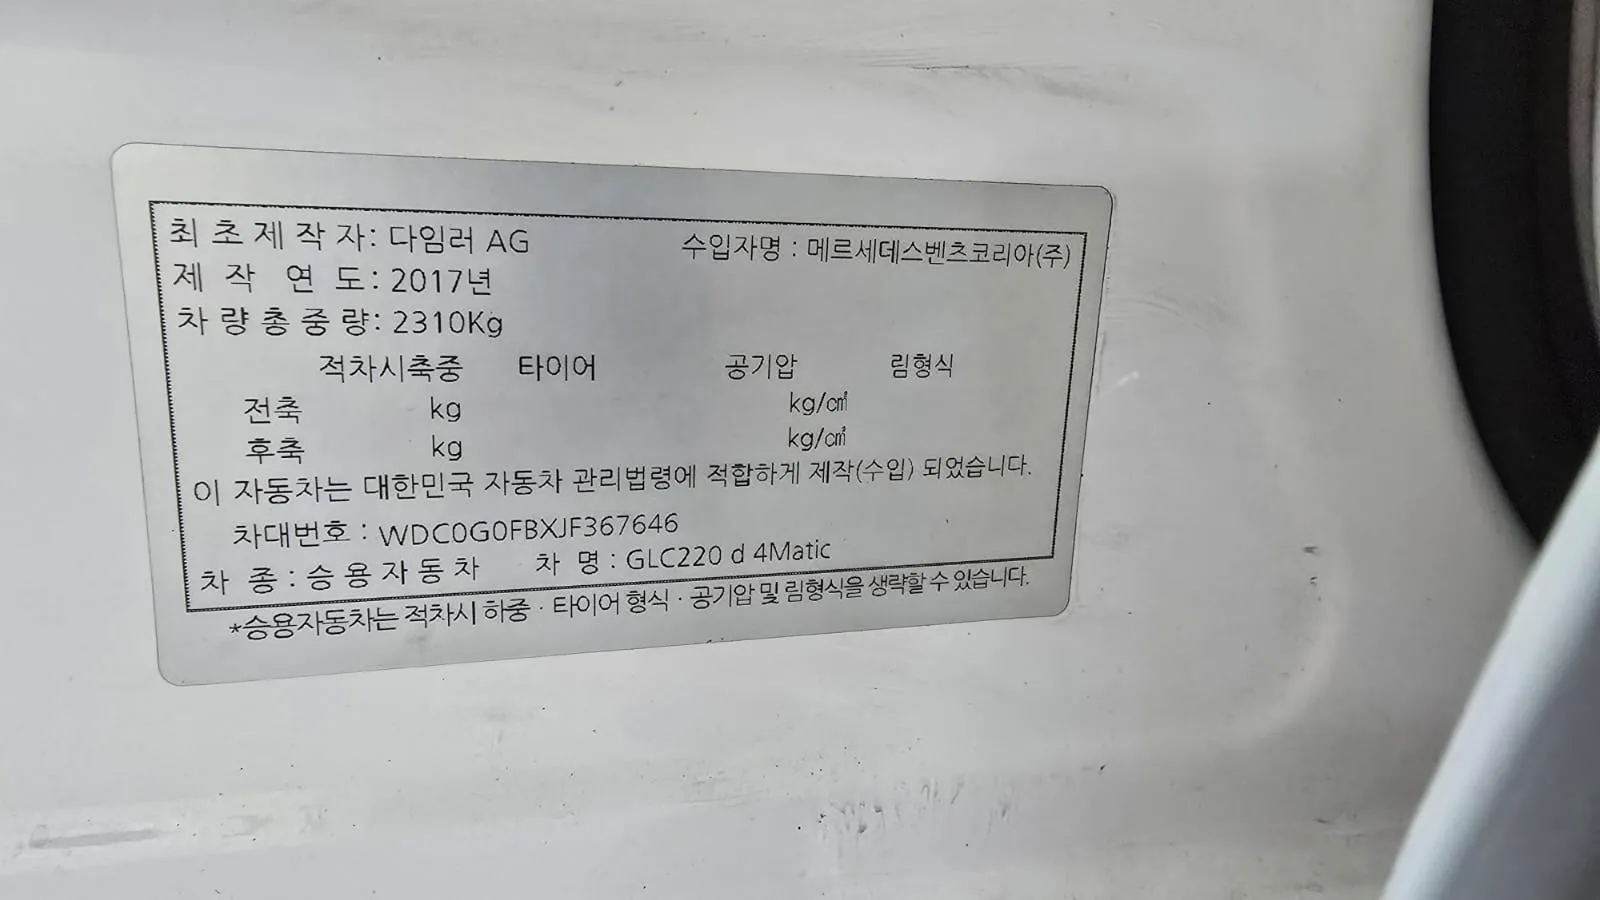 최초제작자: 다임러 AG 수입자명 : 메르세데스벤츠코리아(주)
제 작 연 도: 2017년
차량총중량: 2310Kg
적차시축중 타이어 공기압 림형식
전축 kg kg/㎠
후축 kg kg/㎠
이 자동차는 대한민국 자동차 관리법령에 적합하게 제작(수입) 되었습니다.
차대번호 : WDC0G0FBXJF367646
차 종 : 승용자동차 차 명 : GLC220 d 4Matic
*승용자동차는 적차시 하중 · 타이어 형식 · 공기압 및 림형식을 생략할 수 있습니다.